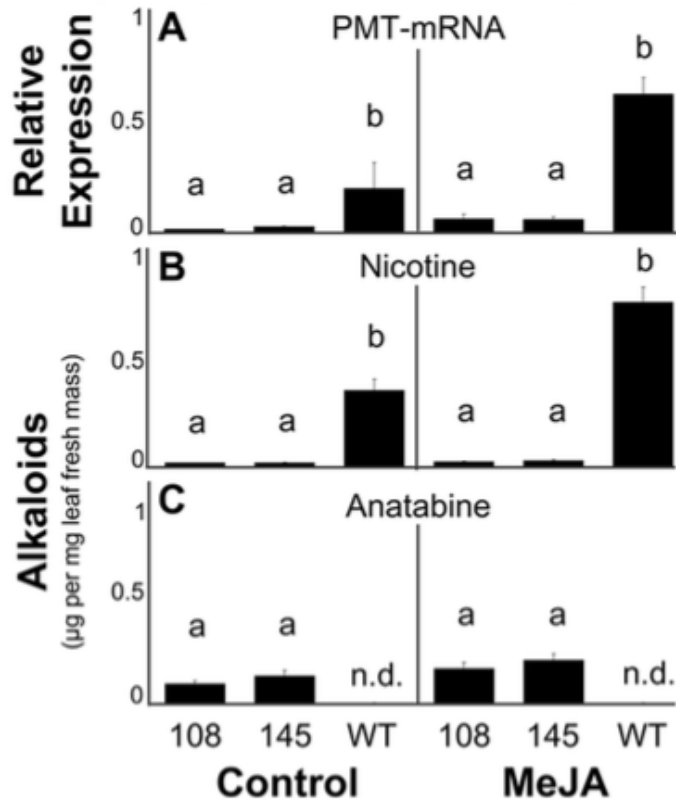 A
PMT-mRNA
Relative
Expression
1
0.5
0
a
a
b
a
a
b
B
Nicotine
1
0.5
0
a
a
b
a
a
b
Alkaloids
(µg per mg leaf fresh mass)
C
Anatabine
1
0.5
0
a
a
n.d.
a
a
n.d.
108 145 WT 108 145 WT
Control MeJA